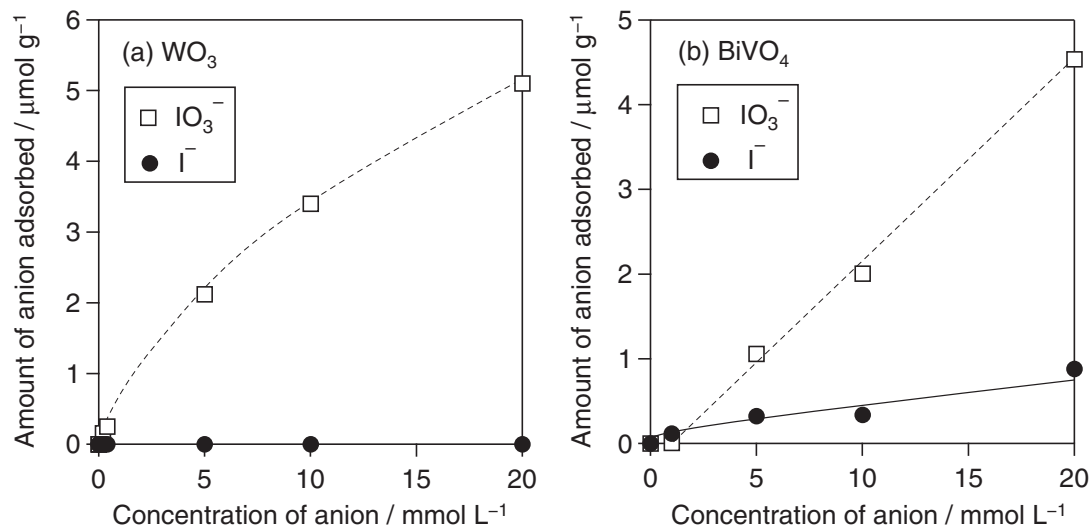 (a) WO₃
IO₃⁻
I⁻
Amount of anion adsorbed / μmol g⁻¹
6
5
4
3
2
1
0
0 5 10 15 20
Concentration of anion / mmol L⁻¹
(b) BiVO₄
IO₃⁻
I⁻
Amount of anion adsorbed / μmol g⁻¹
5
4
3
2
1
0
0 5 10 15 20
Concentration of anion / mmol L⁻¹